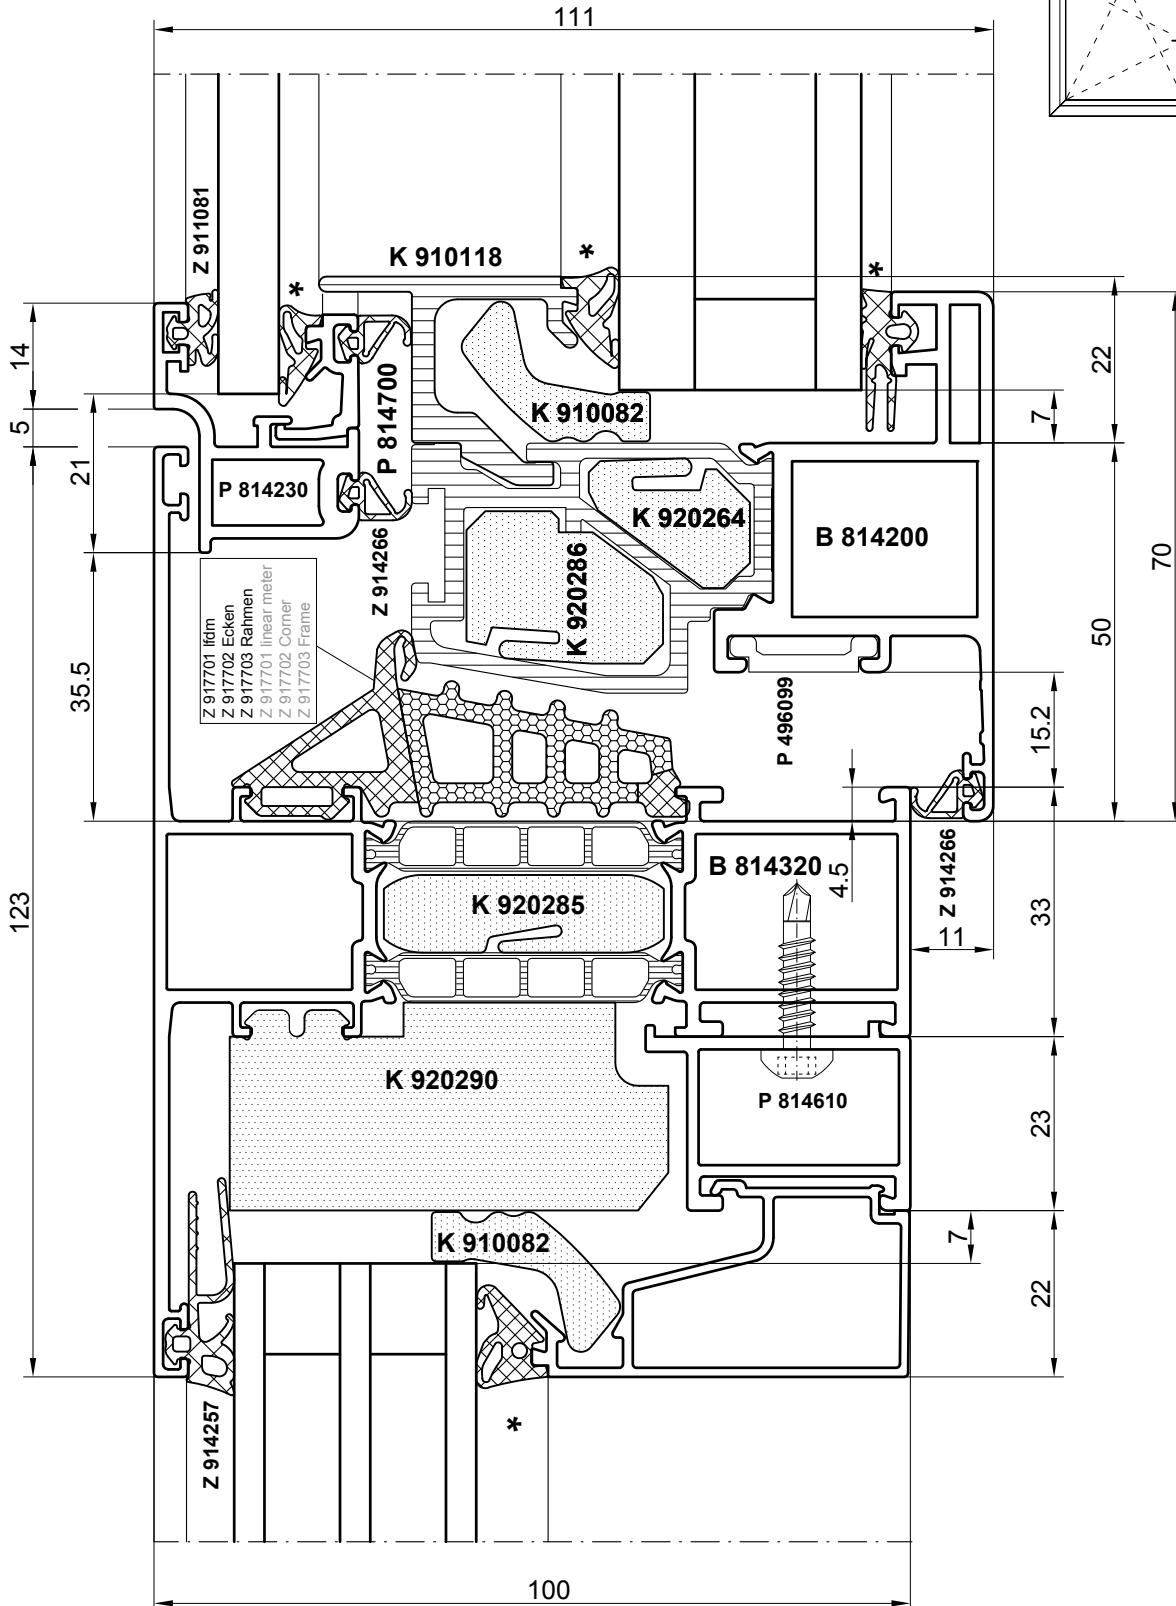 111
Z 911081
K 910118
*
*
*
14
5
21
35.5
123
P 814700
K 910082
P 814230
K 920264
B 814200
Z 914266
K 920286
Z 917701 lfdm
Z 917702 Ecken
Z 917703 Rahmen
Z 917701 linear meter
Z 917702 Corner
Z 917703 Frame
P 496099
22
7
50
70
15.2
B 814320
4.5
Z 914266
11
33
K 920285
K 920290
P 814610
23
K 910082
7
22
Z 914257
*
100